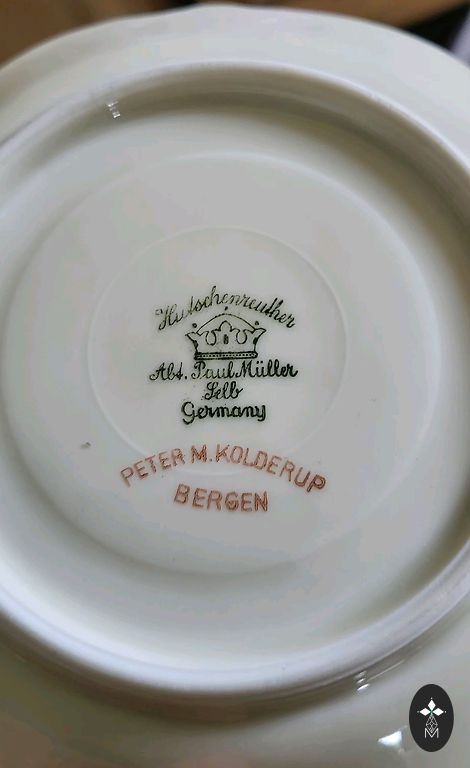 Hutschenreuther
Abt. Paul Müller
Selb
Germany
PETER M. KOLDERUP
BERGEN
M